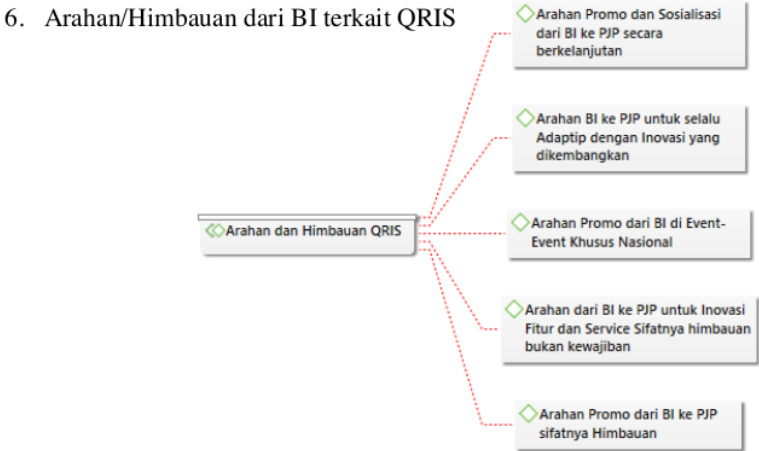 6. Arahan/Himbauan dari BI terkait QRIS
Arahan Promo dan Sosialisasi
dari BI ke PJP secara
berkelanjutan
Arahan BI ke PJP untuk selalu
Adaptip dengan Inovasi yang
dikembangkan
Arahan dan Himbauan QRIS
Arahan Promo dari BI di Event-
Event Khusus Nasional
Arahan dari BI ke PJP untuk Inovasi
Fitur dan Service Sifatnya himbauan
bukan kewajiban
Arahan Promo dari BI ke PJP
sifatnya Himbauan